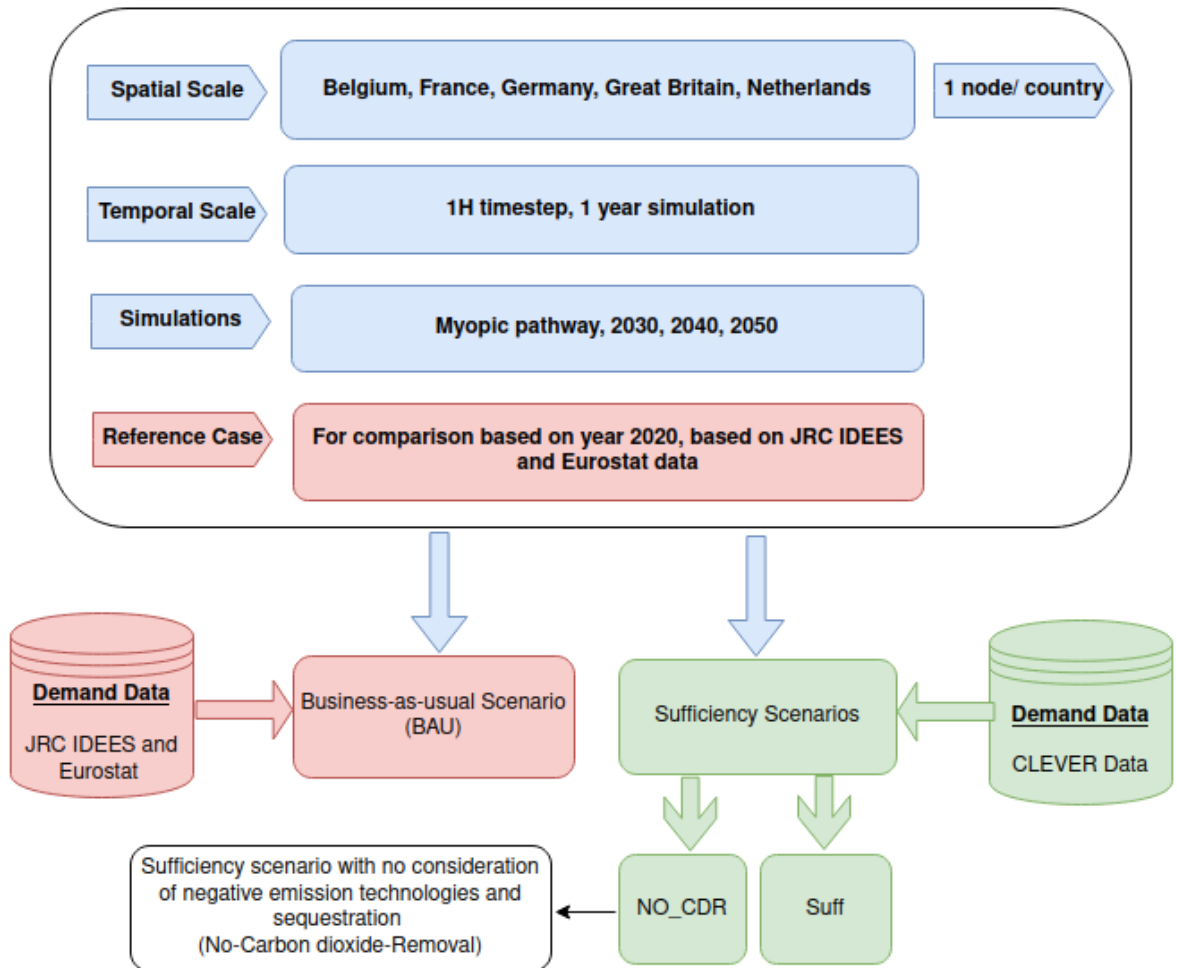 Spatial Scale
Belgium, France, Germany, Great Britain, Netherlands
1 node/ country
Temporal Scale
1H timestep, 1 year simulation
Simulations
Myopic pathway, 2030, 2040, 2050
Reference Case
For comparison based on year 2020, based on JRC IDEES
and Eurostat data
Demand Data
JRC IDEES and
Eurostat
Business-as-usual Scenario
(BAU)
Sufficiency Scenarios
Demand Data
CLEVER Data
Sufficiency scenario with no consideration
of negative emission technologies and
sequestration
(No-Carbon dioxide-Removal)
NO_CDR
Suff